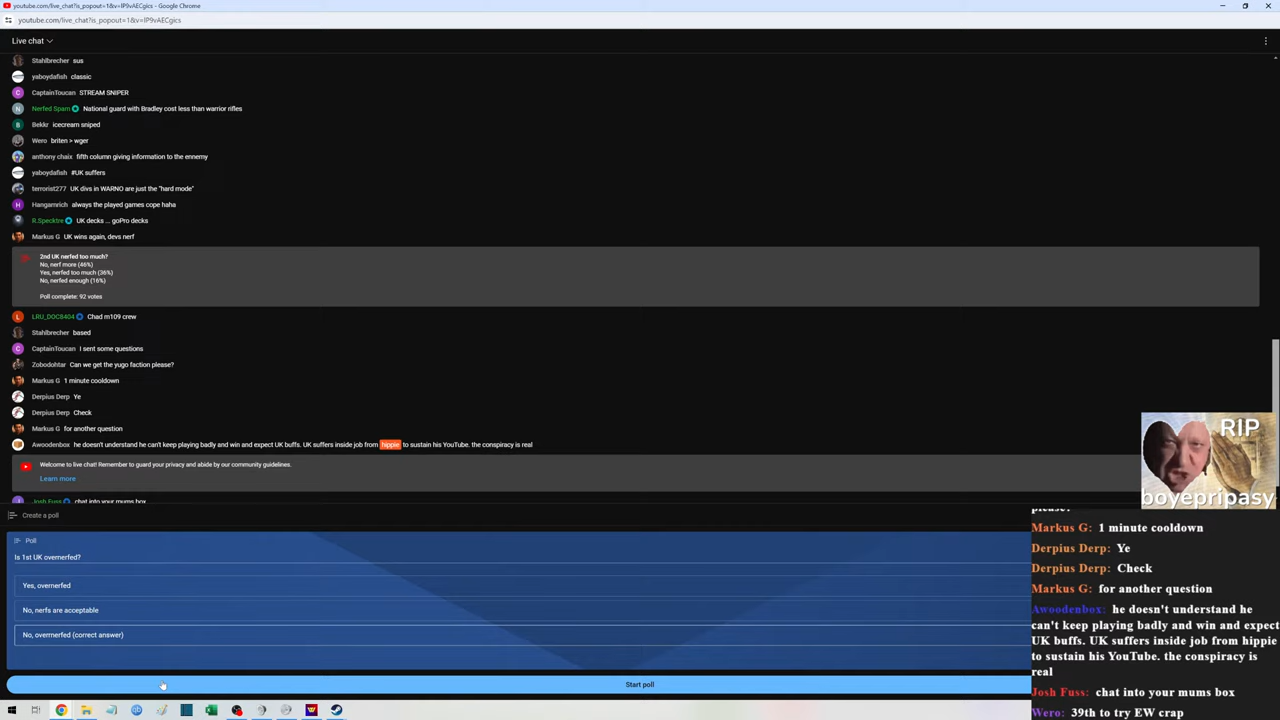 youtube.com/live_chat?is_popout=1&v=IP9vAECgics - Google Chrome
youtube.com/live_chat?is_popout=1&v=IP9vAECgics
Live chat
Stahlbrecher sus
yaboydafish classic
C CaptainToucan STREAM SNIPER
N Nerfed Spam National guard with Bradley cost less than warrior rifles
B Bekkr icecream sniped
Wero briten > wger
anthony chaix fifth column giving information to the ennemy
yaboydafish #UK suffers
terrorist277 UK divs in WARNO are just the "hard mode"
H Hangamrich always the played games cope haha
R.Specktre UK decks ... goPro decks
Markus G UK wins again, devs nerf
2nd UK nerfed too much?
No, nerf more (46%)
Yes, nerfed too much (36%)
No, nerfed enough (16%)
Poll complete: 92 votes
L LRU_DOC8404 Chad m109 crew
Stahlbrecher based
C CaptainToucan I sent some questions
Zobodohtar Can we get the yugo faction please?
Markus G 1 minute cooldown
Derpius Derp Ye
Derpius Derp Check
Markus G for another question
Awoodenbox he doesn't understand he can't keep playing badly and win and expect UK buffs. UK suffers inside job from hippie to sustain his YouTube. the conspiracy is real
Welcome to live chat! Remember to guard your privacy and abide by our community guidelines.
Learn more
J Josh Fuss chat into your mums box
Create a poll
Poll
Is 1st UK overnerfed?
Yes, overnerfed
No, nerfs are acceptable
No, overnerfed (correct answer)
Start poll
RIP
boyepripasy
please?
Markus G: 1 minute cooldown
Derpius Derp: Ye
Derpius Derp: Check
Markus G: for another question
Awoodenbox: he doesn't understand he
can't keep playing badly and win and expect
UK buffs. UK suffers inside job from hippie
to sustain his YouTube. the conspiracy is
real
Josh Fuss: chat into your mums box
Wero: 39th to try EW crap